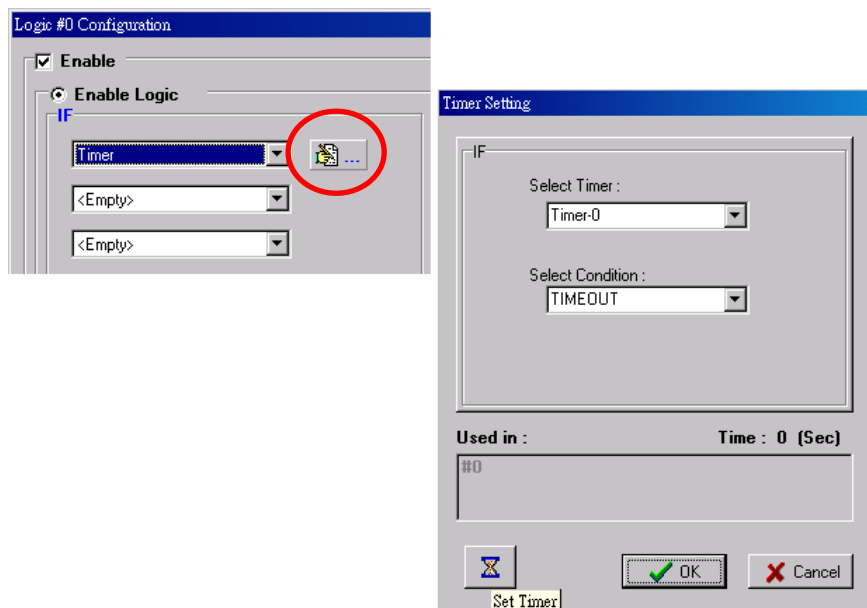 Logic #0 Configuration
Enable
Enable Logic
IF
Timer
...
<Empty>
<Empty>
Timer Setting
IF
Select Timer :
Timer-0
Select Condition :
TIMEOUT
Used in : Time : 0 (Sec)
#0
OK Cancel
Set Timer